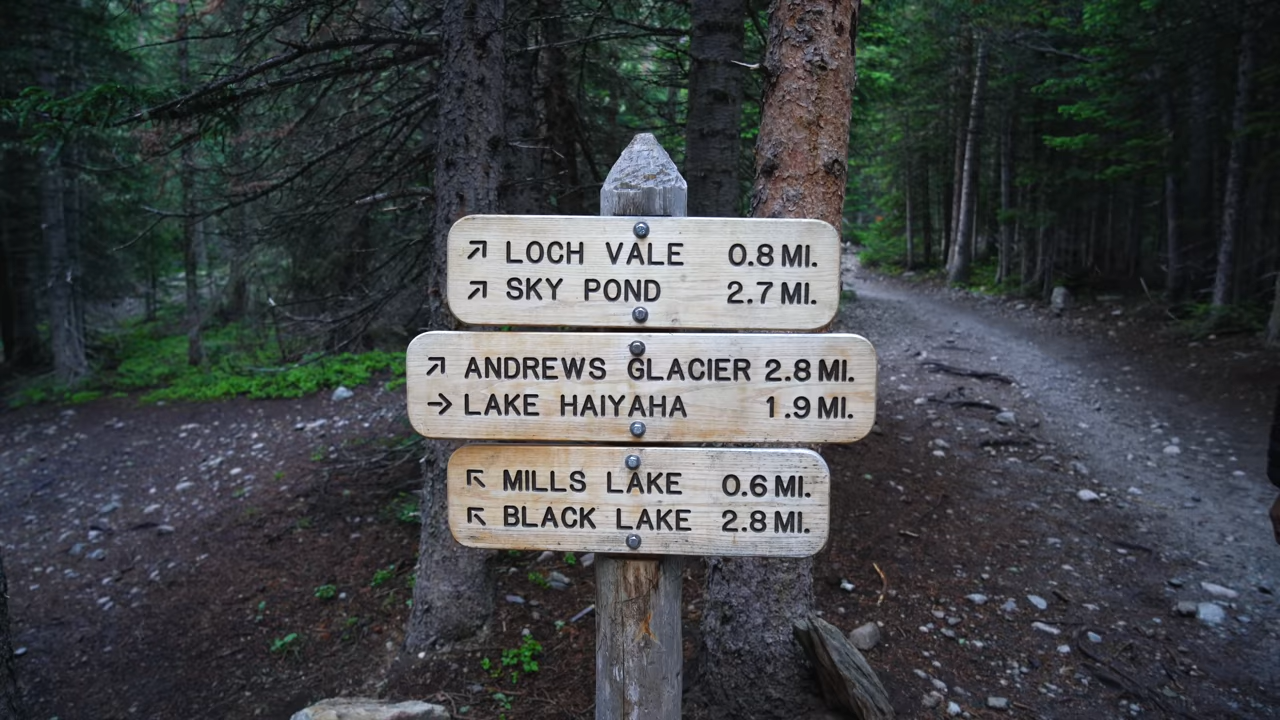 ↗ LOCH VALE 0.8 MI.
↗ SKY POND 2.7 MI.
↗ ANDREWS GLACIER 2.8 MI.
→ LAKE HAIYAHA 1.9 MI.
↖ MILLS LAKE 0.6 MI.
↖ BLACK LAKE 2.8 MI.